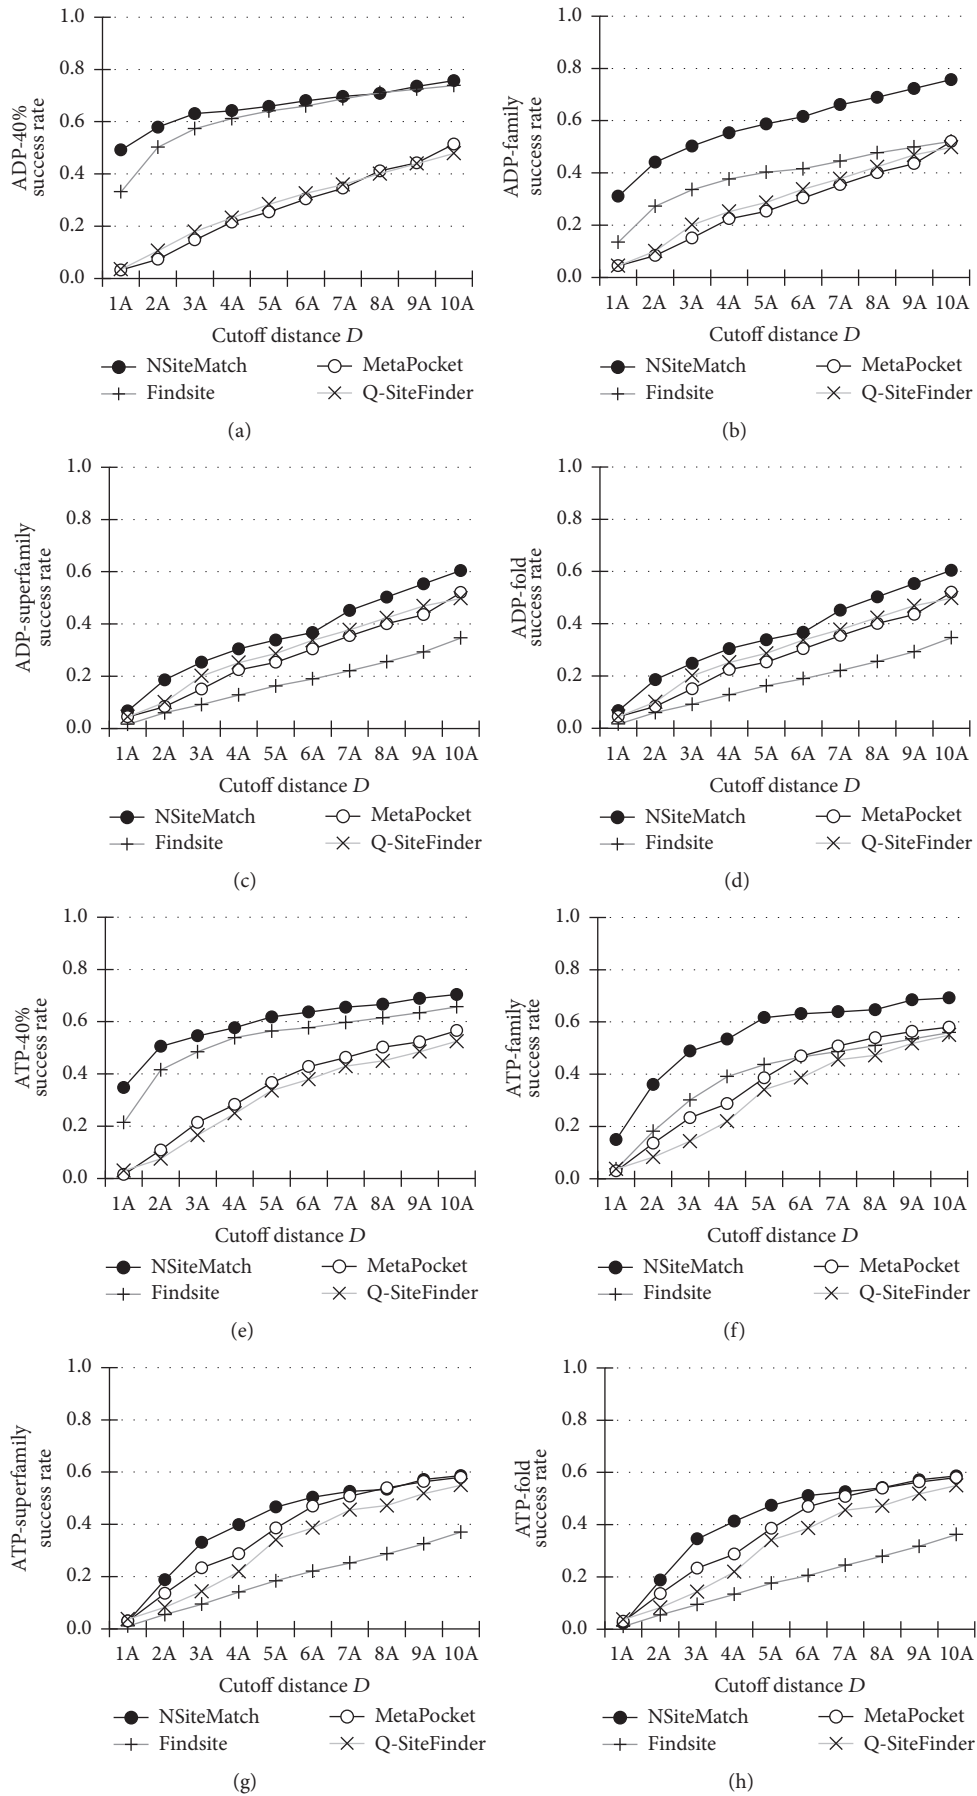 1.0
0.8
0.6
0.4
0.2
0.0
ADP-40%
success rate
1A 2A 3A 4A 5A 6A 7A 8A 9A 10A
Cutoff distance D
NSiteMatch MetaPocket
Findsite Q-SiteFinder
(a)
1.0
0.8
0.6
0.4
0.2
0.0
ADP-family
success rate
1A 2A 3A 4A 5A 6A 7A 8A 9A 10A
Cutoff distance D
NSiteMatch MetaPocket
Findsite Q-SiteFinder
(b)
1.0
0.8
0.6
0.4
0.2
0.0
ADP-superfamily
success rate
1A 2A 3A 4A 5A 6A 7A 8A 9A 10A
Cutoff distance D
NSiteMatch MetaPocket
Findsite Q-SiteFinder
(c)
1.0
0.8
0.6
0.4
0.2
0.0
ADP-fold
success rate
1A 2A 3A 4A 5A 6A 7A 8A 9A 10A
Cutoff distance D
NSiteMatch MetaPocket
Findsite Q-SiteFinder
(d)
1.0
0.8
0.6
0.4
0.2
0.0
ATP-40%
success rate
1A 2A 3A 4A 5A 6A 7A 8A 9A 10A
Cutoff distance D
NSiteMatch MetaPocket
Findsite Q-SiteFinder
(e)
1.0
0.8
0.6
0.4
0.2
0.0
ATP-family
success rate
1A 2A 3A 4A 5A 6A 7A 8A 9A 10A
Cutoff distance D
NSiteMatch MetaPocket
Findsite Q-SiteFinder
(f)
1.0
0.8
0.6
0.4
0.2
0.0
ATP-superfamily
success rate
1A 2A 3A 4A 5A 6A 7A 8A 9A 10A
Cutoff distance D
NSiteMatch MetaPocket
Findsite Q-SiteFinder
(g)
1.0
0.8
0.6
0.4
0.2
0.0
ATP-fold
success rate
1A 2A 3A 4A 5A 6A 7A 8A 9A 10A
Cutoff distance D
NSiteMatch MetaPocket
Findsite Q-SiteFinder
(h)